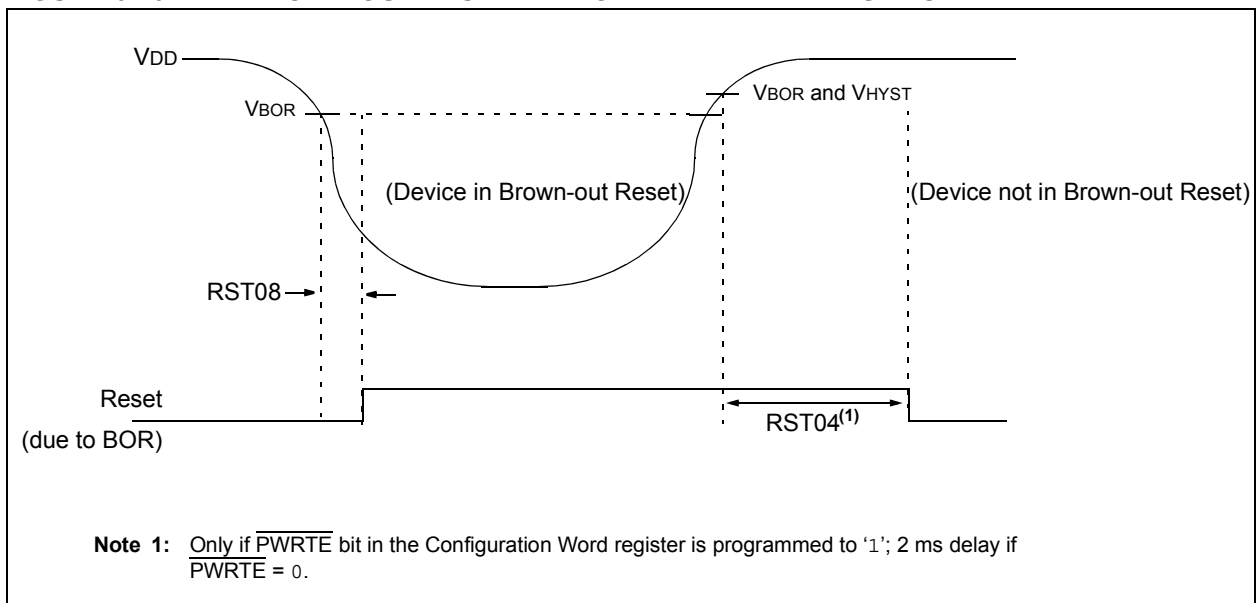 VDD
VBOR
VBOR and VHYST
(Device in Brown-out Reset)
(Device not in Brown-out Reset)
RST08
Reset
(due to BOR)
RST04(1)
Note 1: Only if PWRTE bit in the Configuration Word register is programmed to ‘1’; 2 ms delay if
PWRTE = 0.